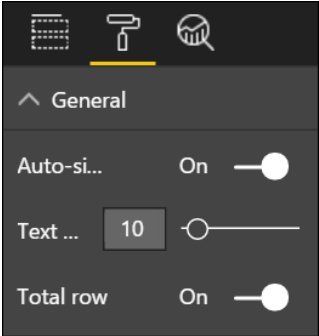 General
Auto-si... On
Text ... 10
Total row On